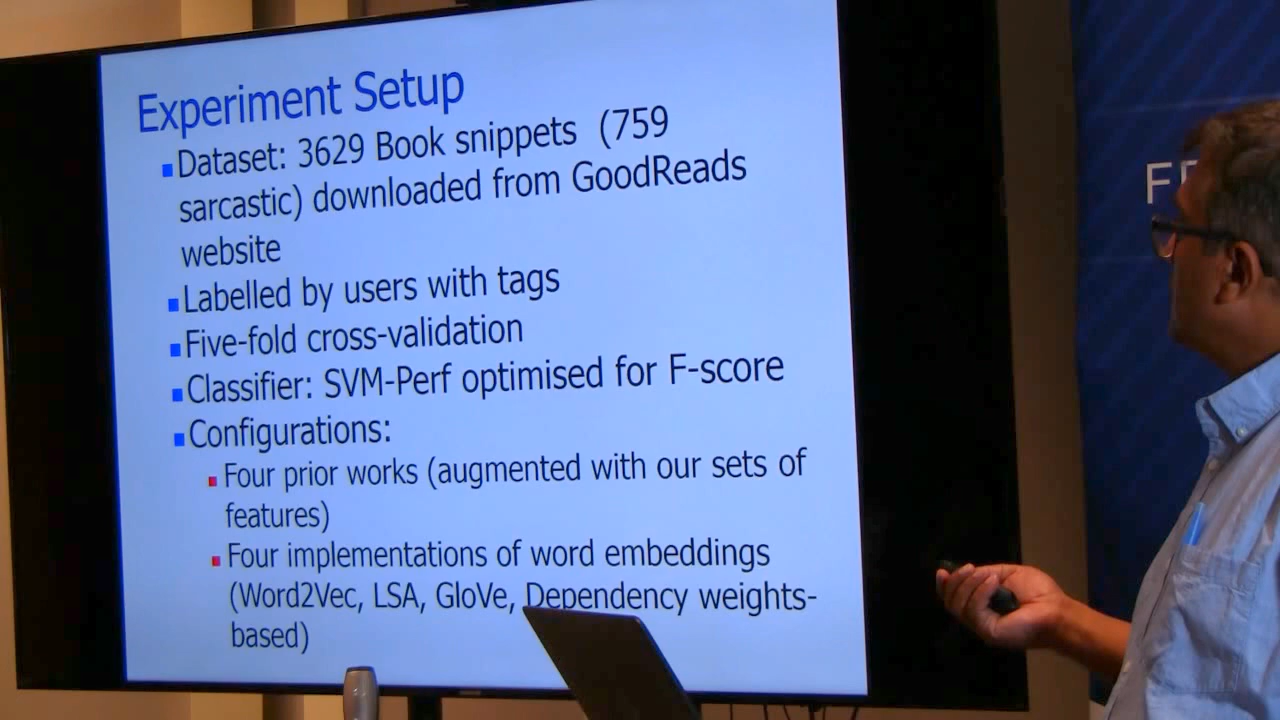 Experiment Setup
Dataset: 3629 Book snippets (759
sarcastic) downloaded from GoodReads
website
Labelled by users with tags
Five-fold cross-validation
Classifier: SVM-Perf optimised for F-score
Configurations:
Four prior works (augmented with our sets of
features)
Four implementations of word embeddings
(Word2Vec, LSA, GloVe, Dependency weights-
based)